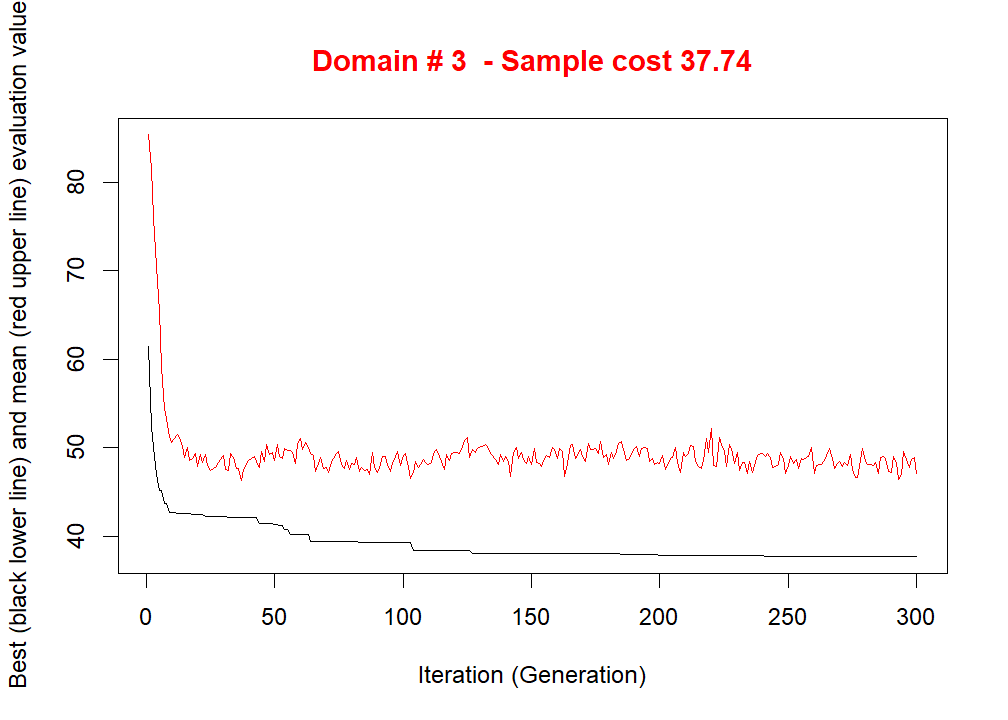 Domain # 3 - Sample cost 37.74
Best (black lower line) and mean (red upper line) evaluation value
80
70
60
50
40
0 50 100 150 200 250 300
Iteration (Generation)